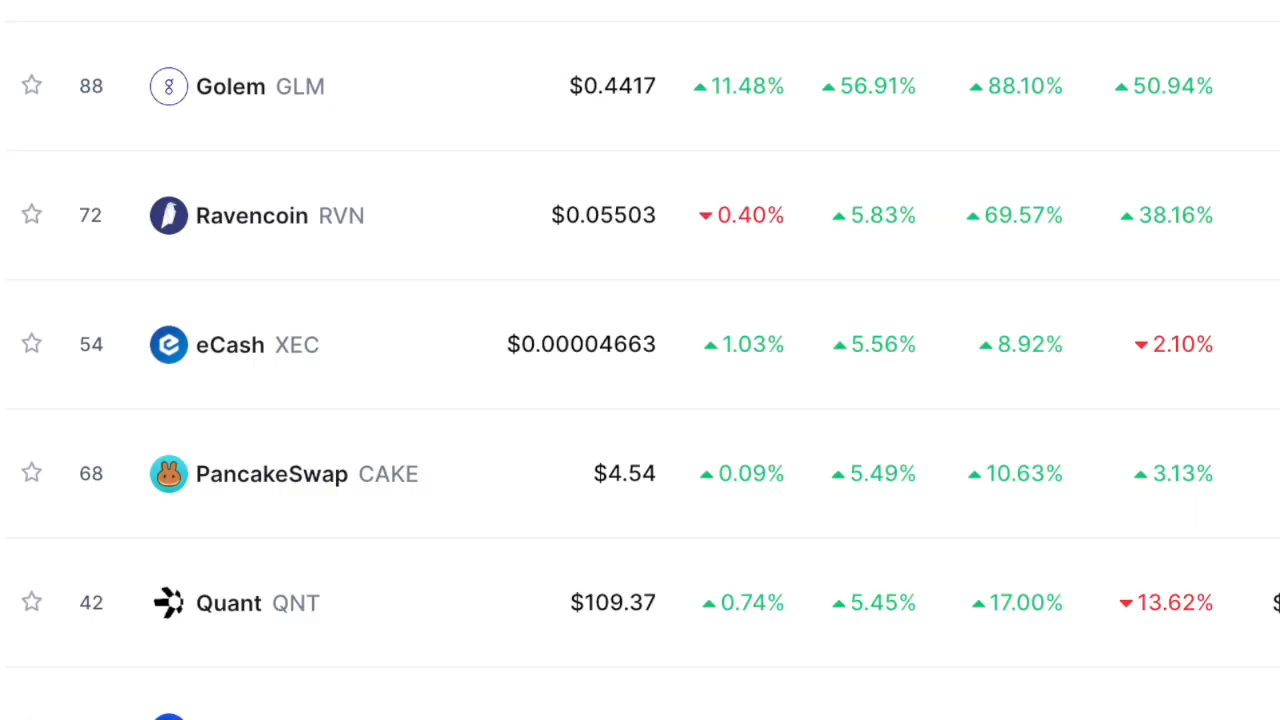 88 Golem GLM $0.4417 11.48% 56.91% 88.10% 50.94%
72 Ravencoin RVN $0.05503 0.40% 5.83% 69.57% 38.16%
54 eCash XEC $0.00004663 1.03% 5.56% 8.92% 2.10%
68 PancakeSwap CAKE $4.54 0.09% 5.49% 10.63% 3.13%
42 Quant QNT $109.37 0.74% 5.45% 17.00% 13.62% $